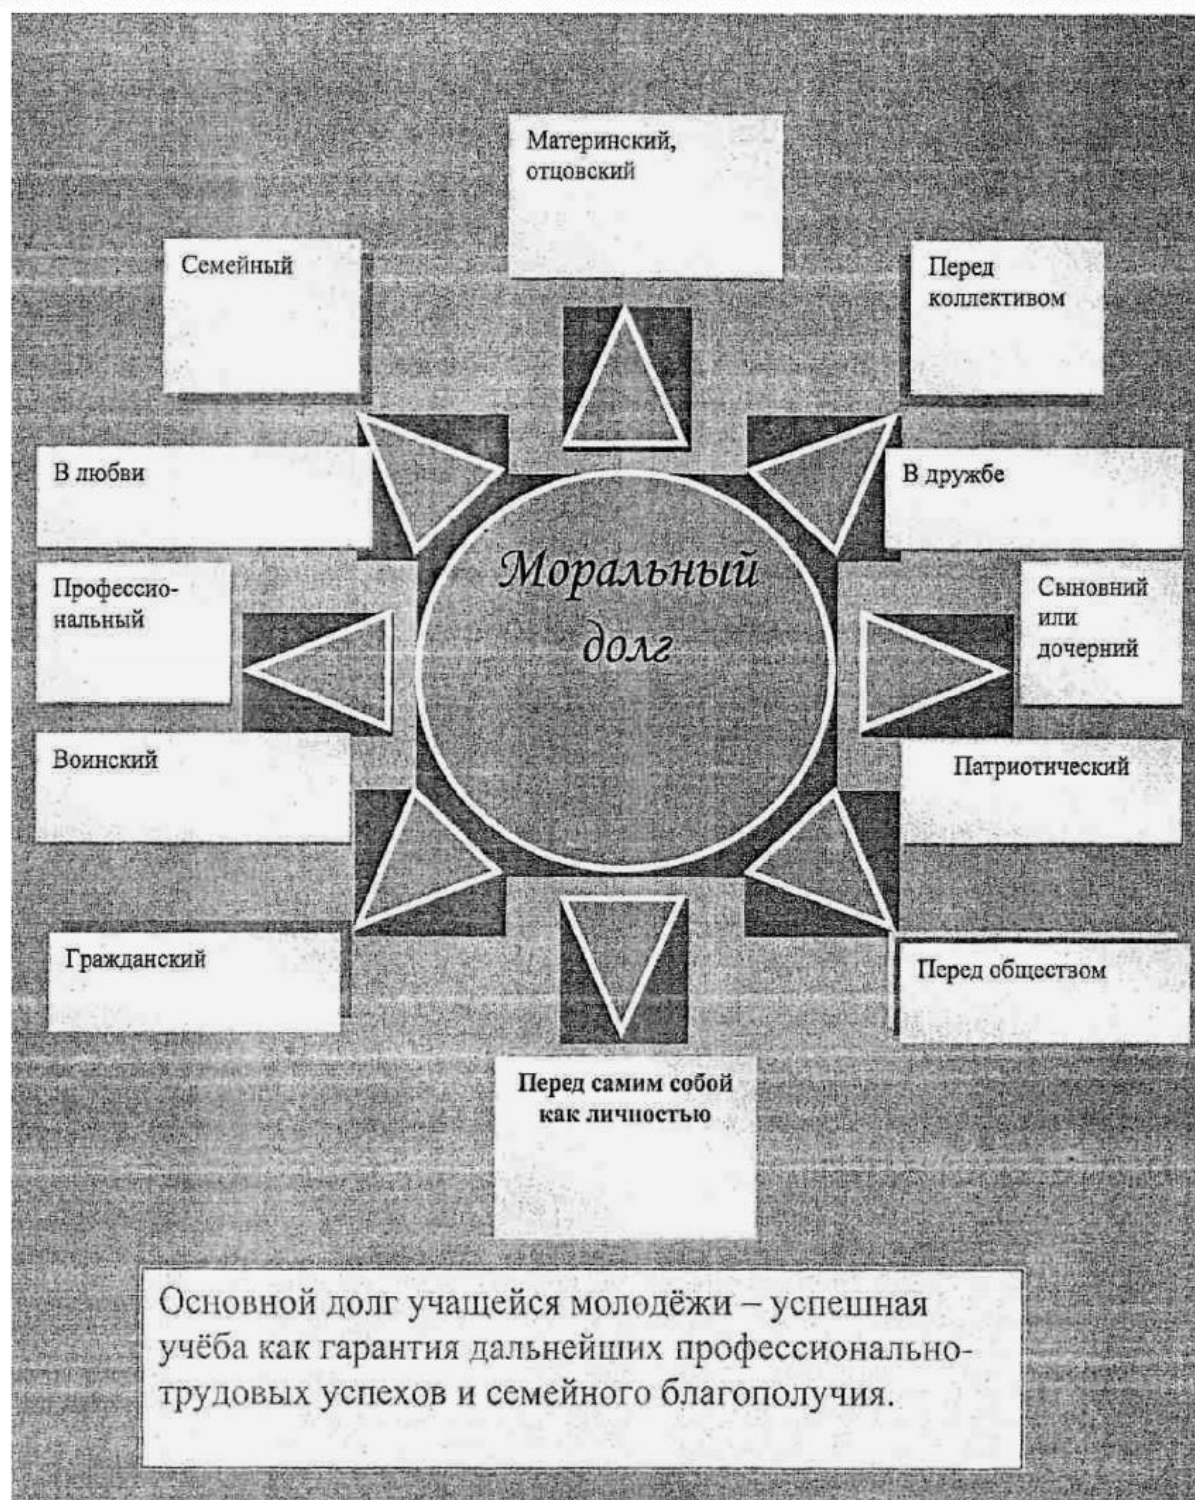 Материнский,
отцовский
Семейный
Перед
коллективом
В любви
В дружбе
Моральный
долг
Профессио-
нальный
Сыновний
или
дочерний
Воинский
Патриотический
Гражданский
Перед обществом
Перед самим собой
как личностью
Основной долг учащейся молодёжи – успешная
учёба как гарантия дальнейших профессионально-
трудовых успехов и семейного благополучия.